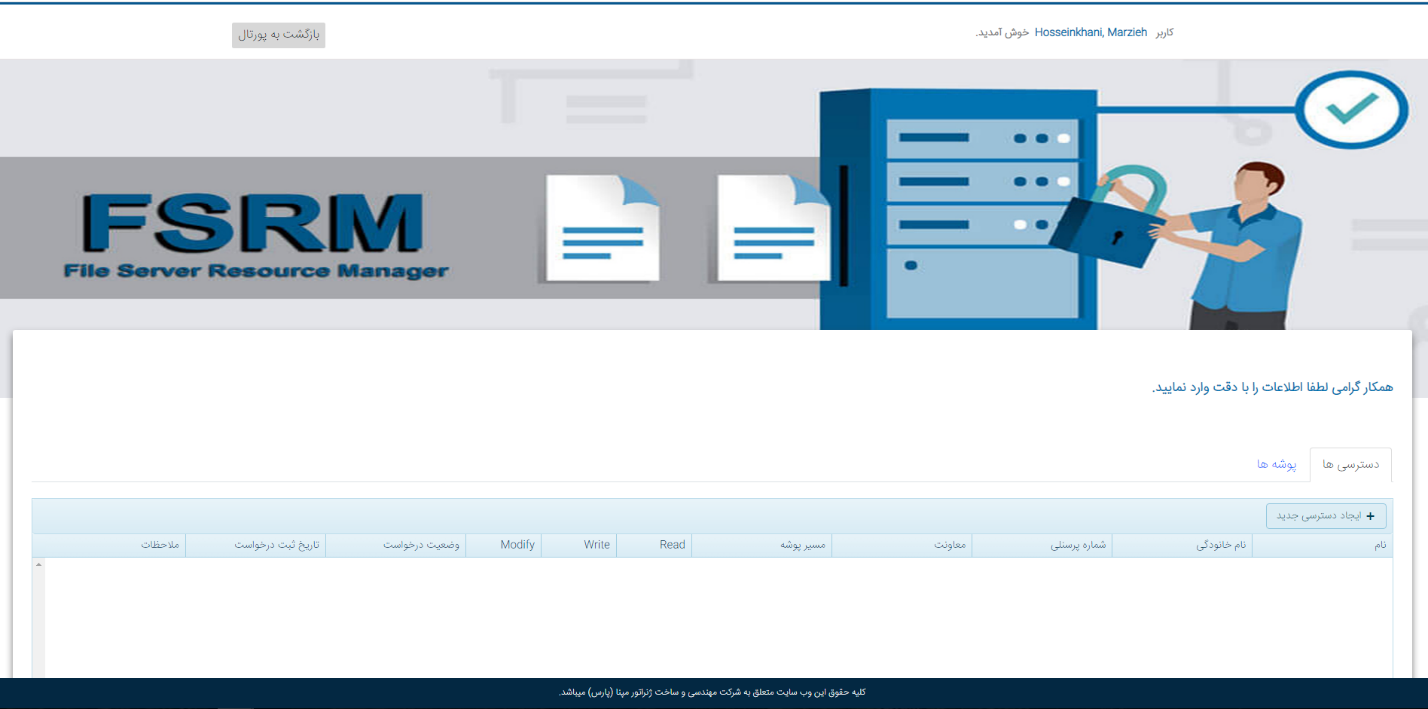 کاربر Hosseinkhani, Marzieh خوش آمدید.
بازگشت به پورتال
FSRM
File Server Resource Manager
همکار گرامی لطفا اطلاعات را با دقت وارد نمایید.
دسترسی ها
پوشه ها
+ ایجاد دسترسی جدید
نام
نام خانودگی
شماره پرسنلی
معاونت
مسیر پوشه
Read
Write
Modify
وضعیت درخواست
تاریخ ثبت درخواست
ملاحظات
کلیه حقوق این وب سایت متعلق به شرکت مهندسی و ساخت ژنراتور مپنا (پارس) میباشد.